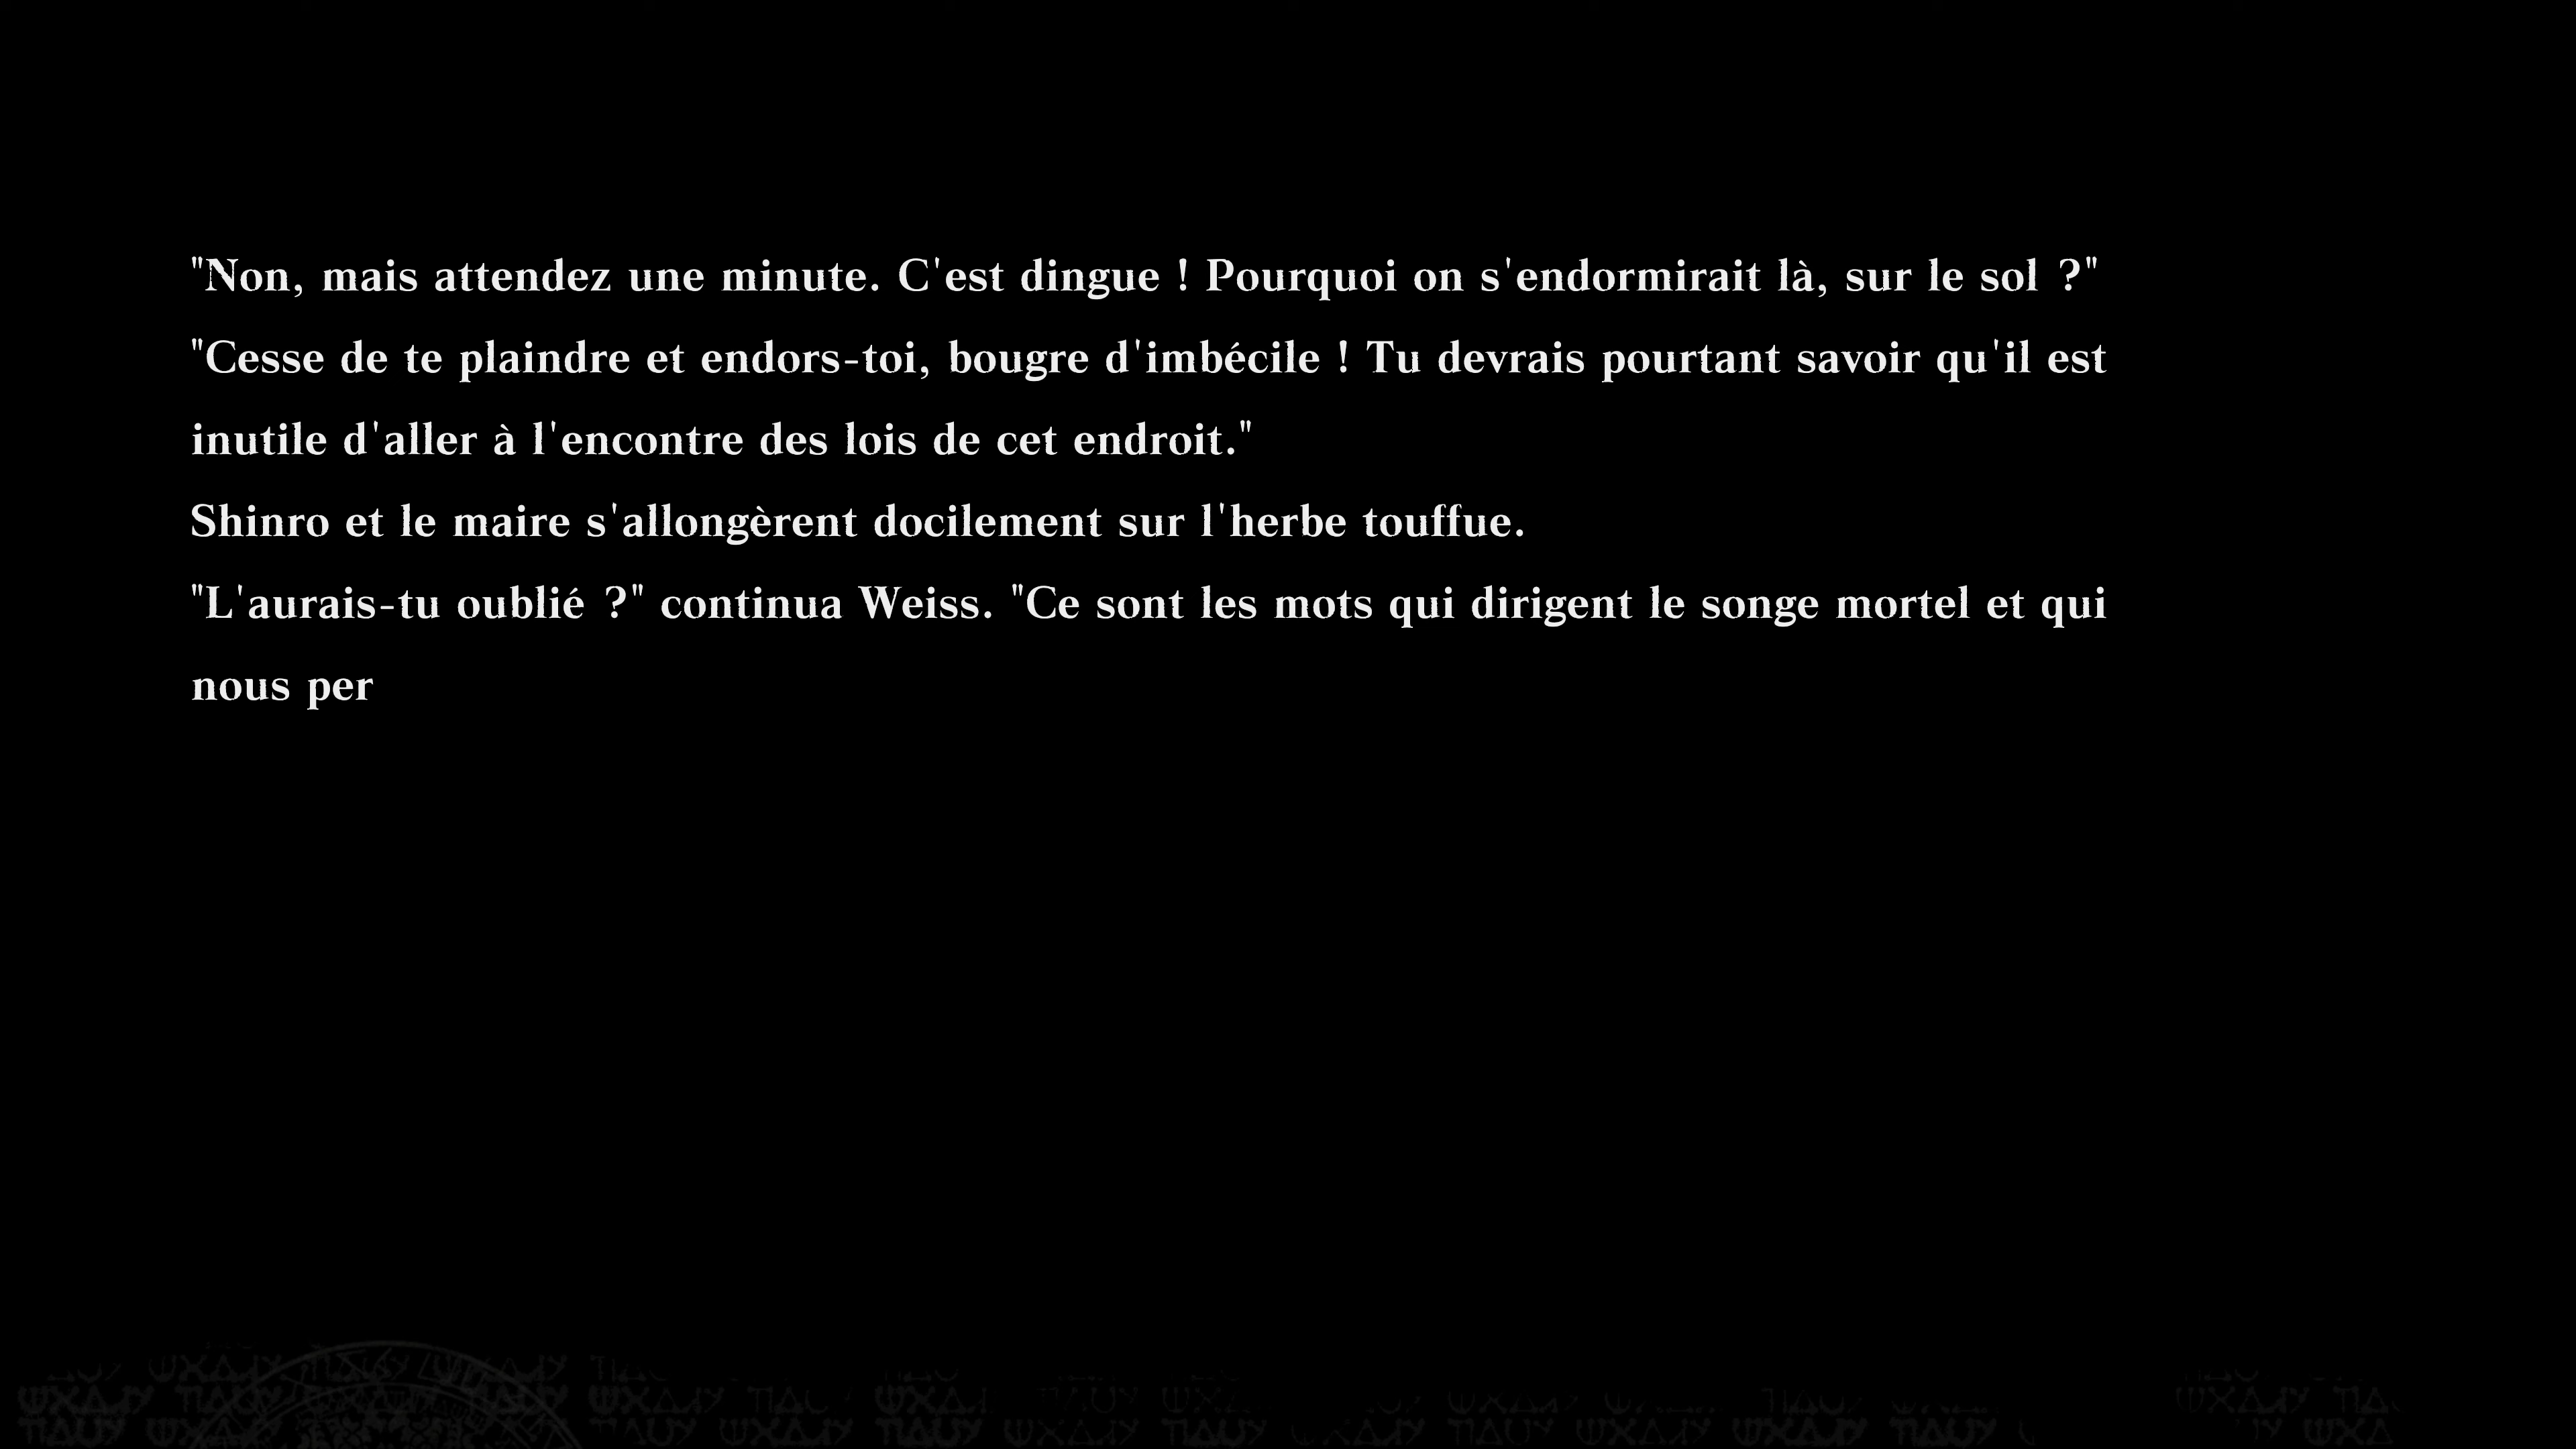 "Non, mais attendez une minute. C'est dingue ! Pourquoi on s'endormirait là, sur le sol ?"
"Cesse de te plaindre et endors-toi, bougre d'imbécile ! Tu devrais pourtant savoir qu'il est
inutile d'aller à l'encontre des lois de cet endroit."
Shinro et le maire s'allongèrent docilement sur l'herbe touffue.
"L'aurais-tu oublié ?" continua Weiss. "Ce sont les mots qui dirigent le songe mortel et qui
nous per